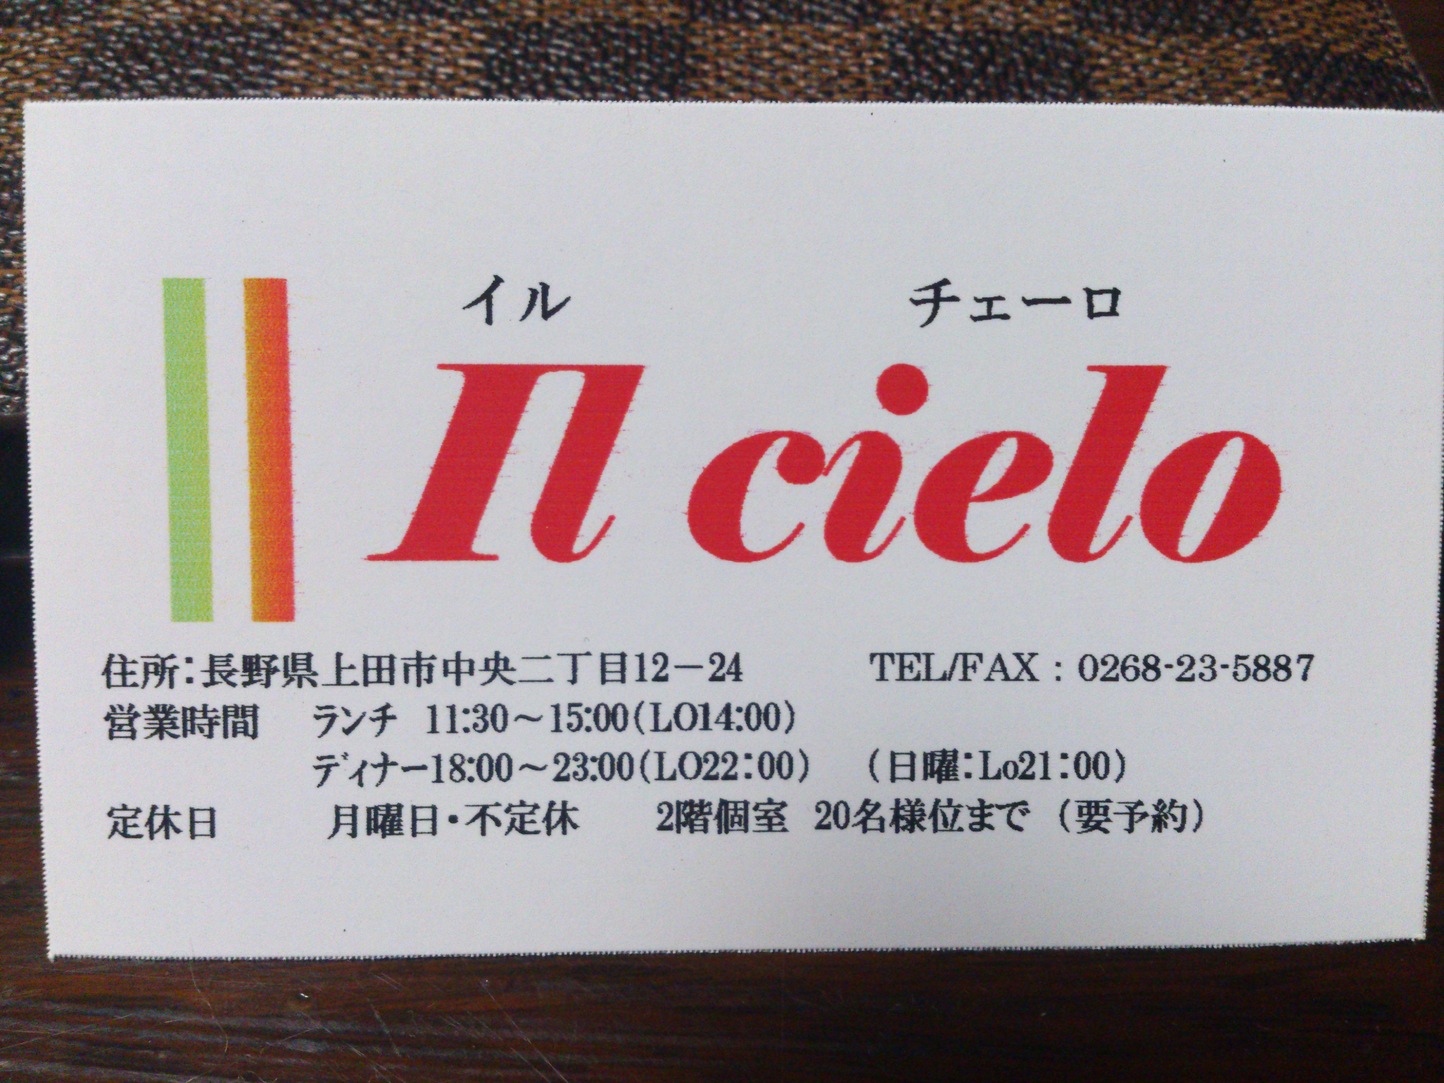 イル チェーロ
Il cielo
住所:長野県上田市中央二丁目12−24 TEL/FAX : 0268-23-5887
営業時間 ランチ 11:30～15:00(LO14:00)
ディナー18:00～23:00(LO22:00) (日曜:Lo21:00)
定休日 月曜日・不定休 2階個室 20名様位まで (要予約)